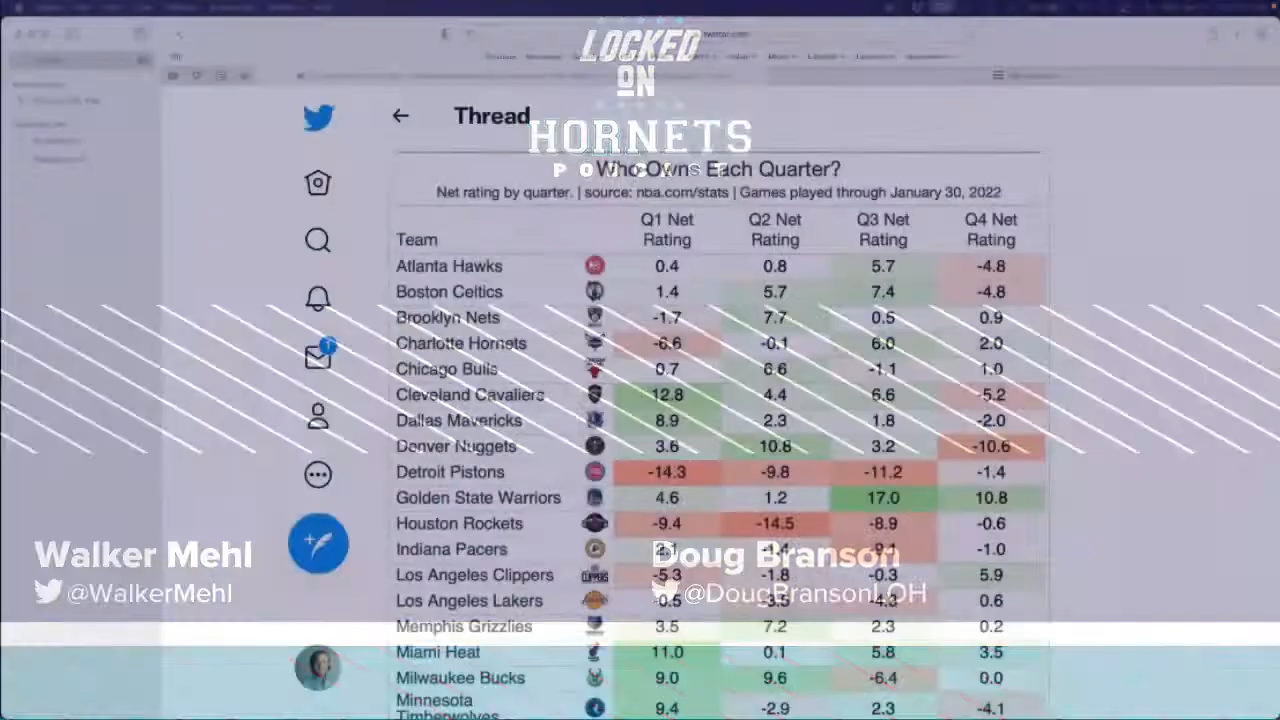 LOCKED
ON
HORNETS
twitter.com
Thread
Who Owns Each Quarter?
Net rating by quarter. | source: nba.com/stats | Games played through January 30, 2022
Team Q1 Net Rating Q2 Net Rating Q3 Net Rating Q4 Net Rating
Atlanta Hawks 0.4 0.8 5.7 -4.8
Boston Celtics 1.4 5.7 7.4 -4.8
Brooklyn Nets -1.7 7.7 0.5 0.9
Charlotte Hornets -6.6 -0.1 6.0 2.0
Chicago Bulls 0.7 6.6 -1.1 1.0
Cleveland Cavaliers 12.8 4.4 6.6 -5.2
Dallas Mavericks 8.9 2.3 1.8 -2.0
Denver Nuggets 3.6 10.8 3.2 -10.6
Detroit Pistons -14.3 -9.8 -11.2 -1.4
Golden State Warriors 4.6 1.2 17.0 10.8
Houston Rockets -9.4 -14.5 -8.9 -0.6
Indiana Pacers -1.0
Los Angeles Clippers -5.3 -1.8 -0.3 5.9
Los Angeles Lakers -0.5 -3.5 -4.3 0.6
Memphis Grizzlies 3.5 7.2 2.3 0.2
Miami Heat 11.0 0.1 5.8 3.5
Milwaukee Bucks 9.0 9.6 -6.4 0.0
Minnesota Timberwolves 9.4 -2.9 2.3 -4.1
Walker Mehl
@WalkerMehl
Doug Branson
@DougBransonLOH